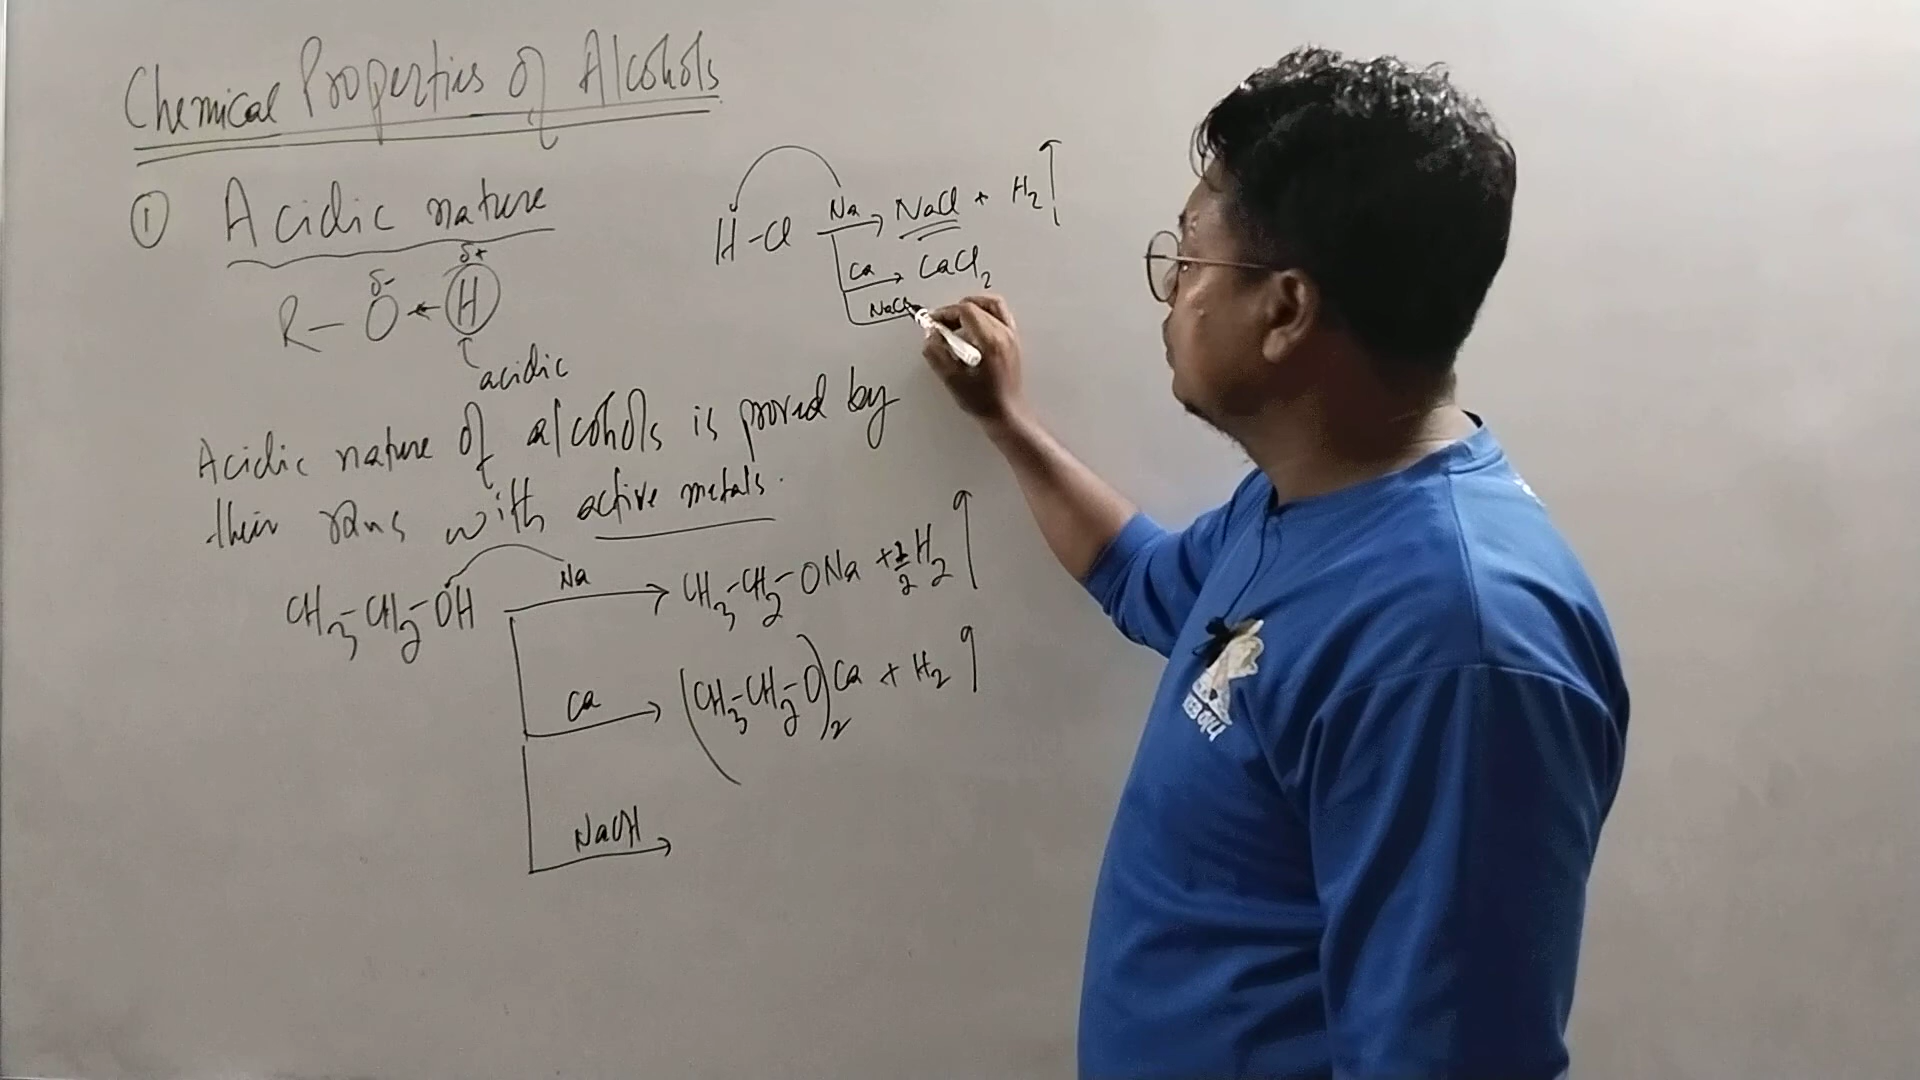 Chemical Properties of Alcohols
① Acidic nature
δ- δ+
R - O ← H
↑
acidic
H-Cl Na → NaCl + H2↑
Ca → CaCl2
Acidic nature of alcohols is proved by
their rxns with active metals.
CH3-CH2-OH Na → CH3-CH2-ONa + 1/2 H2↑
Ca → (CH3-CH2-O)2Ca + H2↑
NaOH →